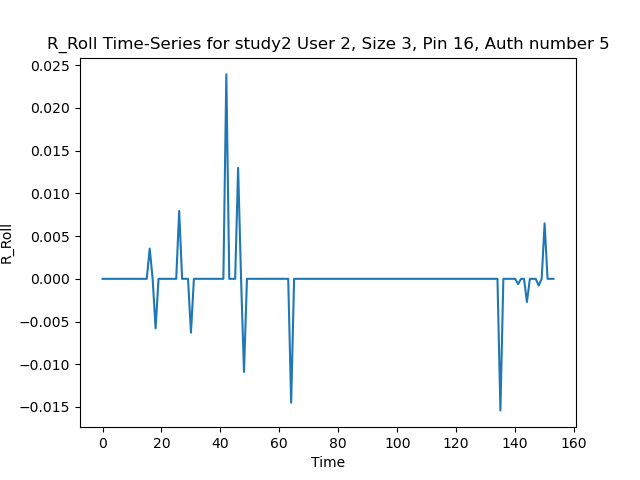 R_Roll Time-Series for study2 User 2, Size 3, Pin 16, Auth number 5
0.025
0.020
0.015
0.010
0.005
0.000
−0.005
−0.010
−0.015
R_Roll
0 20 40 60 80 100 120 140 160
Time